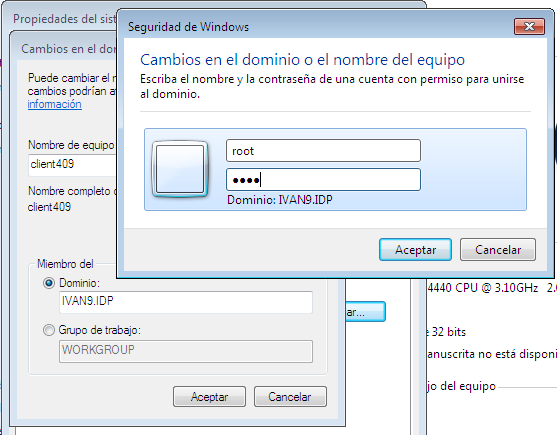 Propiedades del sist
Cambios en el dom
Puede cambiar el n
cambios podrían a
información
Nombre de equipo
client409
Nombre completo d
client409
Miembro del
Dominio:
IVAN9.IDP
Grupo de trabajo:
WORKGROUP
Aceptar
Cancelar
Seguridad de Windows
Cambios en el dominio o el nombre del equipo
Escriba el nombre y la contraseña de una cuenta con permiso para unirse
al dominio.
root
●●●●
Dominio: IVAN9.IDP
Aceptar
Cancelar
ar...
4440 CPU @ 3.10GHz 2.
e 32 bits
anuscrita no está disponi
jo del equipo